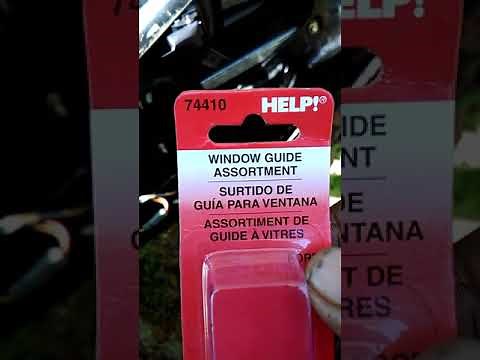 74410 HELP!®
WINDOW GUIDE
ASSORTMENT
SURTIDO DE
GUÍA PARA VENTANA
ASSORTIMENT DE
GUIDE À VITRES